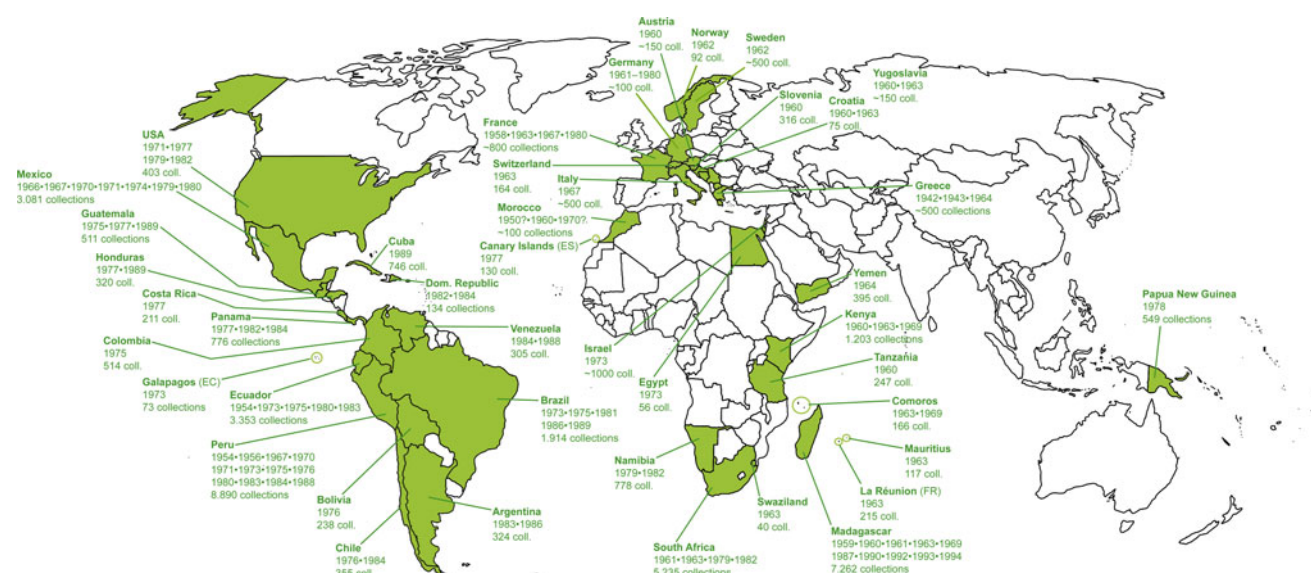 Austria
1960
~150 coll.
Norway
1962
92 coll.
Sweden
1962
~500 coll.
Germany
1961–1980
~100 coll.
Yugoslavia
1960•1963
~150 coll.
Slovenia
1960
316 coll.
Croatia
1960•1963
75 coll.
France
1958•1963•1967•1980
~800 collections
Switzerland
1963
164 coll.
Italy
1967
~500 coll.
Greece
1942•1943•1964
~500 collections
Morocco
1950?•1960•1970?.
~100 collections
Canary Islands (ES)
1977
130 coll.
USA
1971•1977
1979•1982
403 coll.
Mexico
1966•1967•1970•1971•1974•1979•1980
3.081 collections
Guatemala
1975•1977•1989
511 collections
Honduras
1977•1989
320 coll.
Costa Rica
1977
211 coll.
Panama
1977•1982•1984
776 collections
Colombia
1975
514 coll.
Galapagos (EC)
1973
73 collections
Cuba
1989
746 coll.
Dom. Republic
1982•1984
134 collections
Venezuela
1984•1988
305 coll.
Ecuador
1954•1973•1975•1980•1983
3.353 collections
Peru
1954•1956•1967•1970
1971•1973•1975•1976
1980•1983•1984•1988
8.890 collections
Brazil
1973•1975•1981
1986•1989
1.914 collections
Bolivia
1976
238 coll.
Argentina
1983•1986
324 coll.
Chile
1976•1984
355 coll.
Israel
1973
~1000 coll.
Egypt
1973
56 coll.
Yemen
1964
395 coll.
Kenya
1960•1963•1969
1.203 collections
Tanzania
1960
247 coll.
Comoros
1963•1969
166 coll.
Mauritius
1963
117 coll.
La Réunion (FR)
1963
215 coll.
Madagascar
1959•1960•1961•1963•1969
1987•1990•1992•1993•1994
7.262 collections
Namibia
1979•1982
778 coll.
Swaziland
1963
40 coll.
South Africa
1961•1963•1979•1982
5.235 collections
Papua New Guinea
1978
549 collections